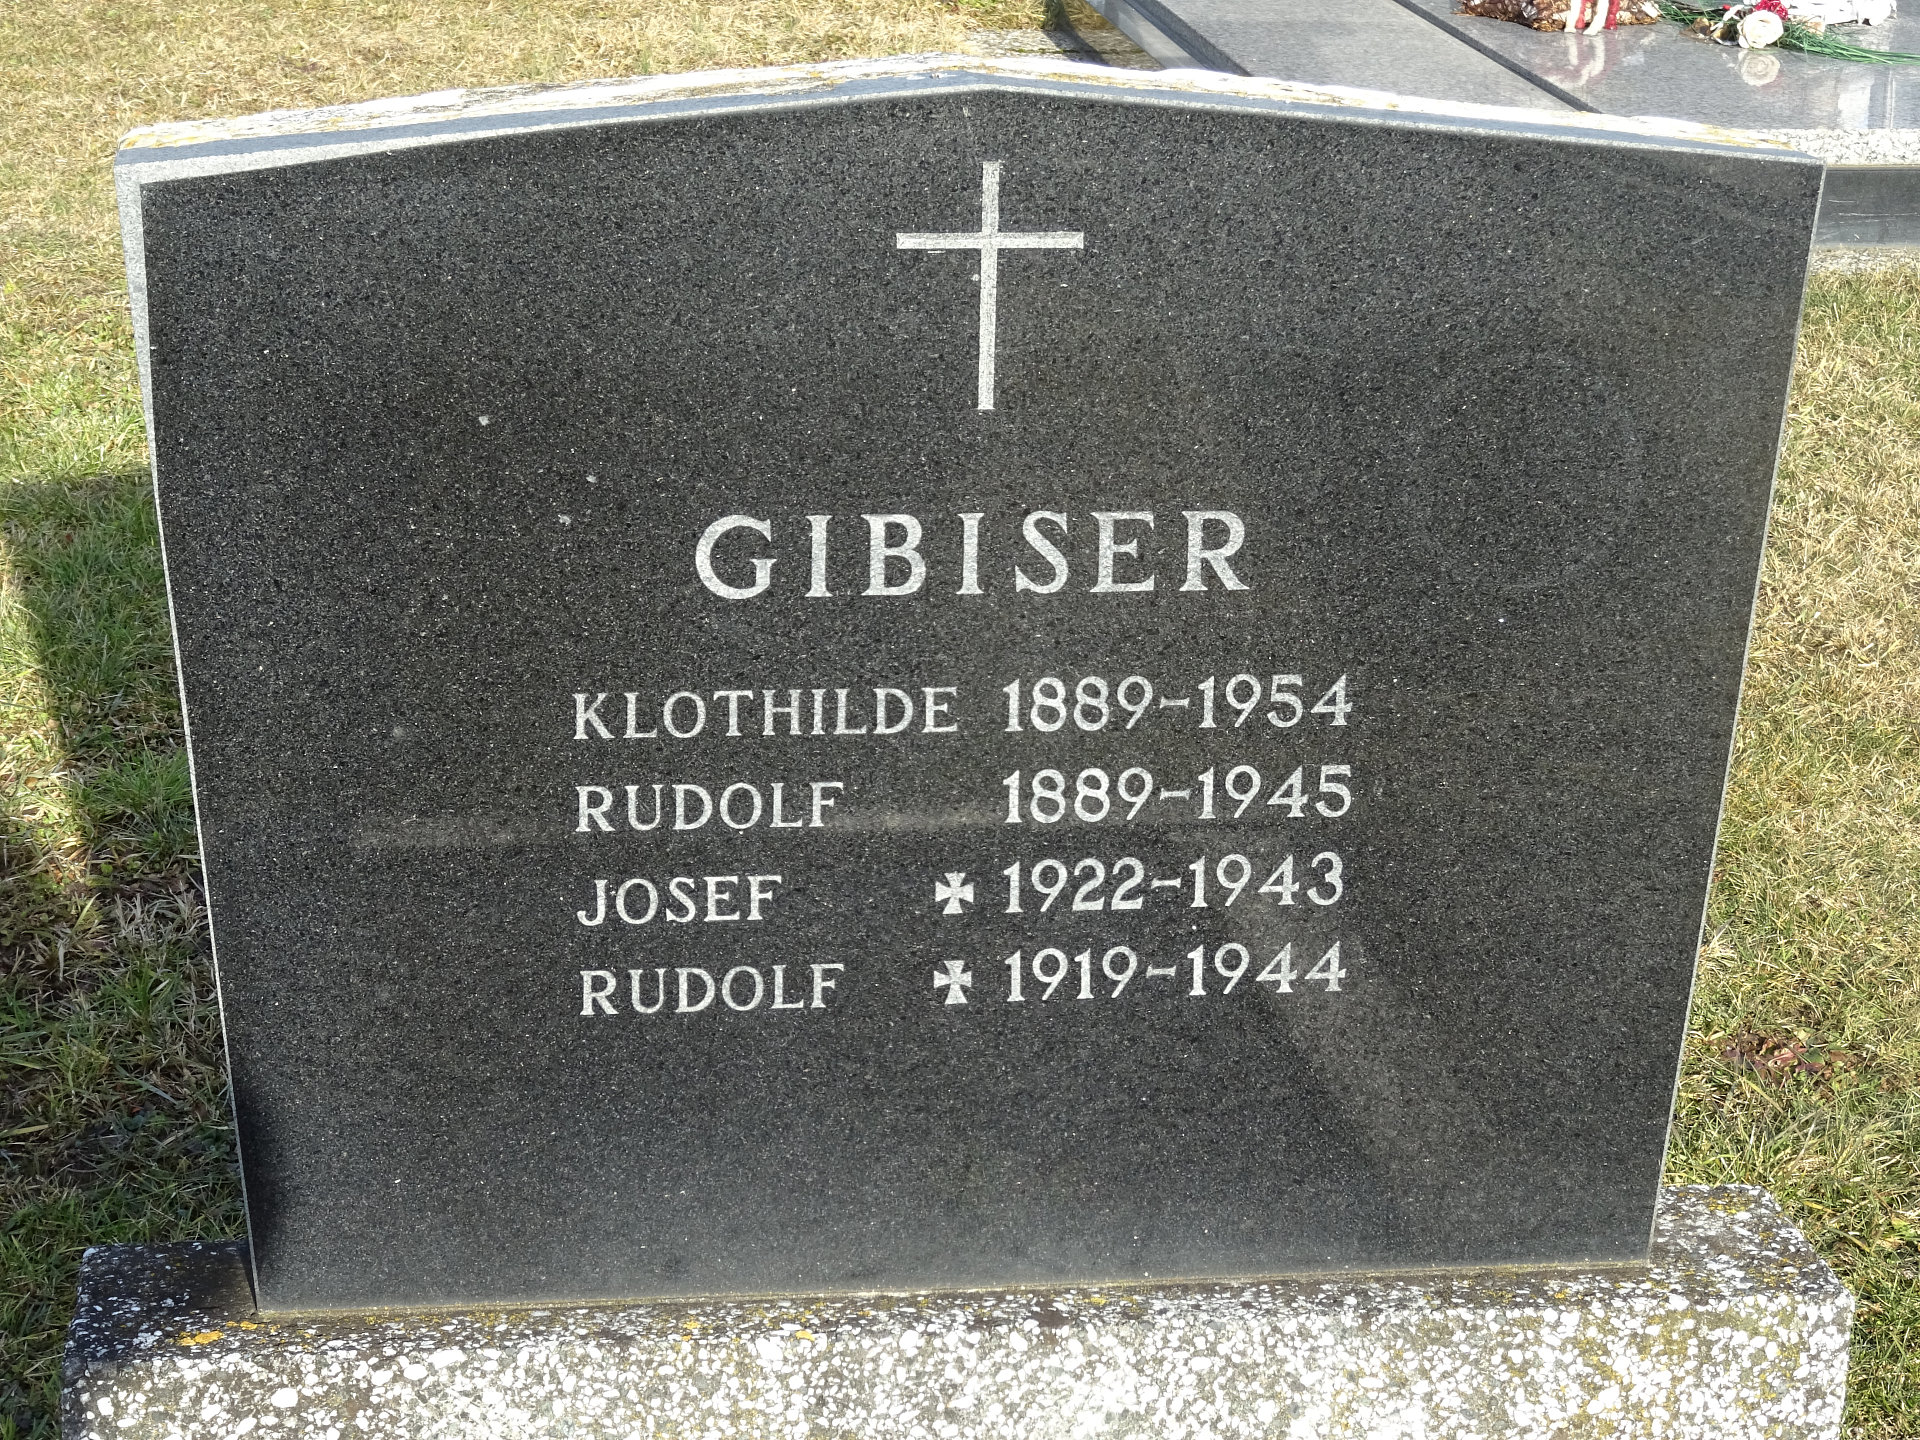 GIBISER
KLOTHILDE 1889-1954
RUDOLF 1889-1945
JOSEF ✠ 1922-1943
RUDOLF ✠ 1919-1944